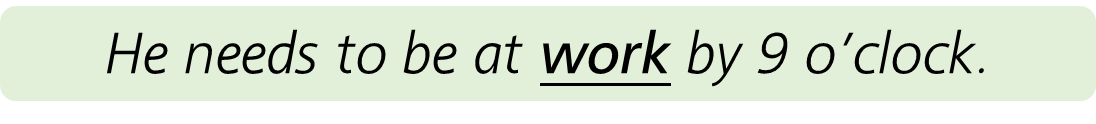 He needs to be at work by 9 o’clock.